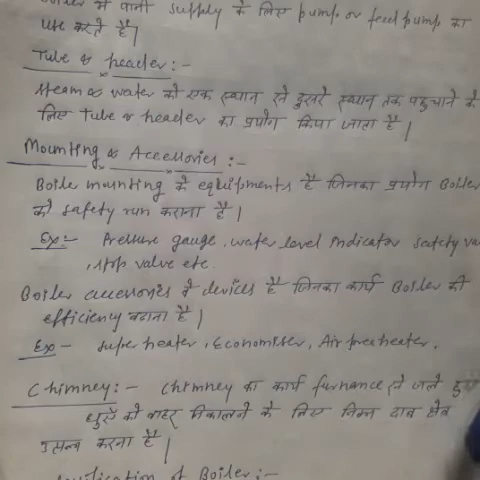 में पानी supply के लिए pump or feed pump का
use करते हैं|
Tube & header :-
steam & water को एक स्थान से दुसरे स्थान तक पहुचाने के
लिए Tube & header का प्रयोग किया जाता है|
Mounting & Accessories :-
Boiler mounting वे equipments है जिनका प्रयोग Boiler
को safety run कराना है|
Ex:- Pressure gauge, water level indicator safety va
, stop valve etc.
Boiler accessories वे devices है जिनका कार्य Boiler की
efficiency बढाना है|
Ex- super heater, Economiser, Air preheater.
Chimney :- Chimney का कार्य furnance से जले हुए
धुएँ को बाहर निकालने के लिए निम्न दाब क्षेत्र
उत्पन्न करना है|
of Boiler :-